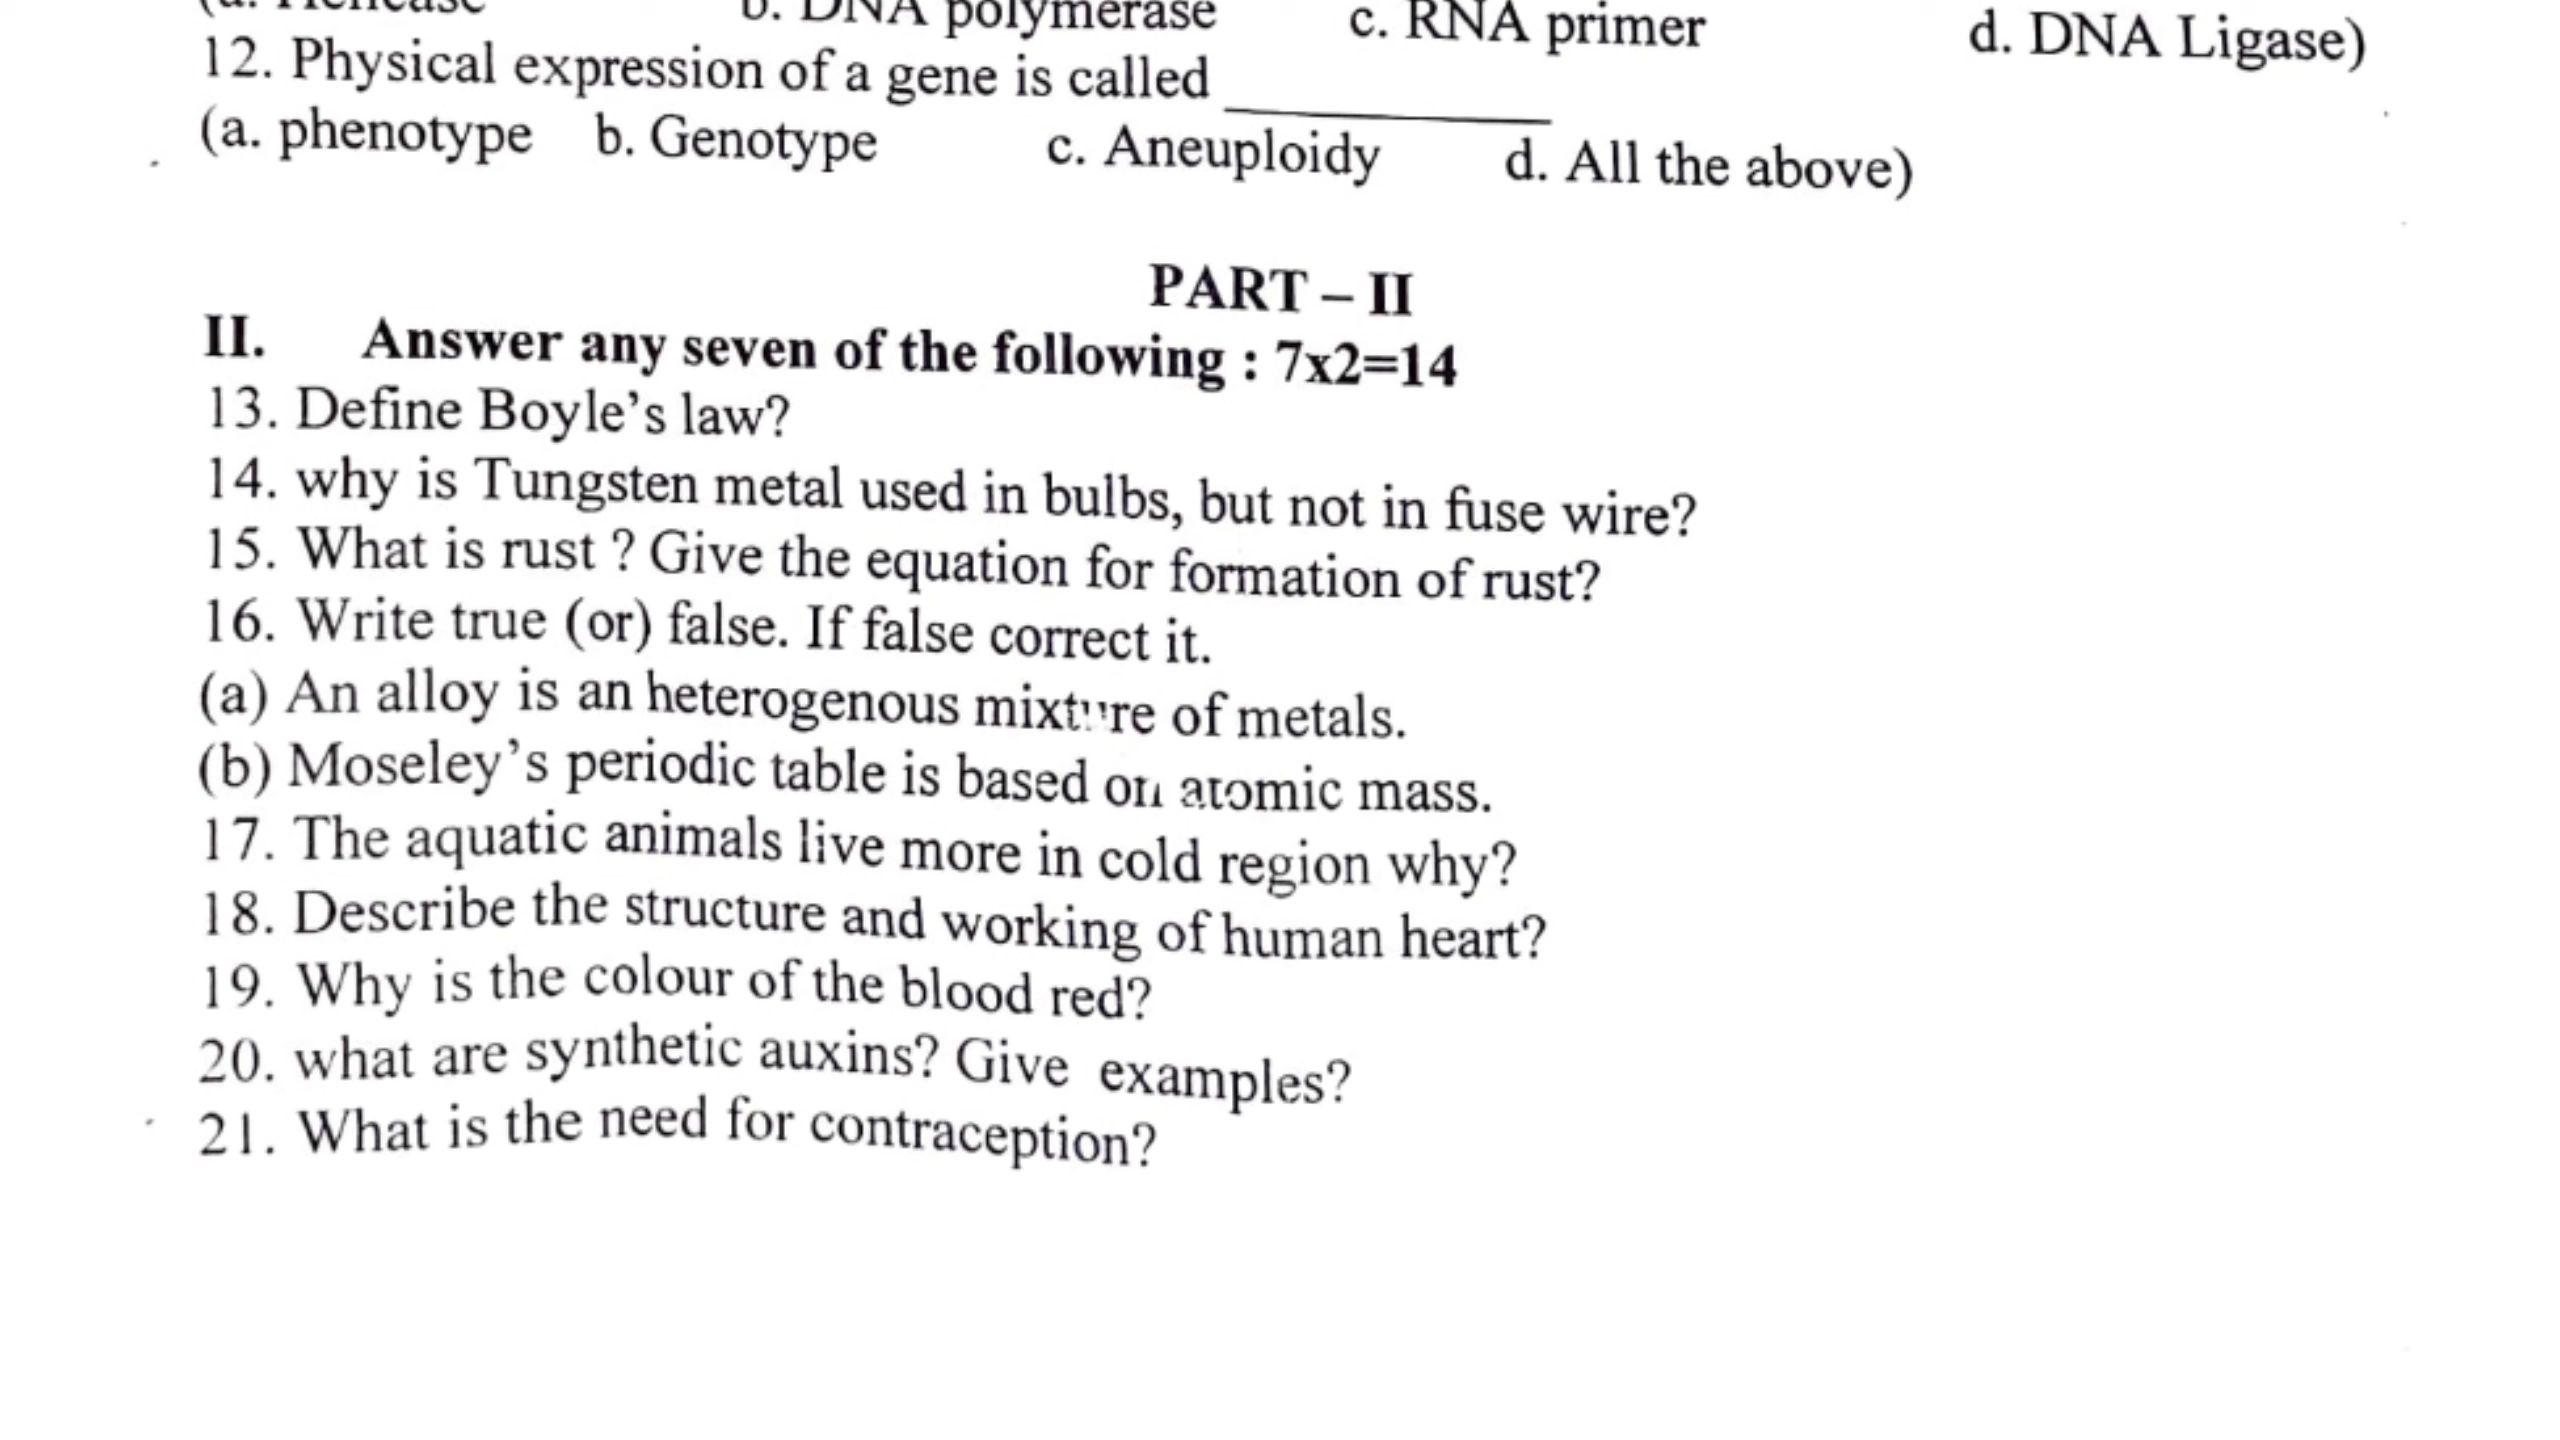 b. DNA polymerase c. RNA primer d. DNA Ligase)
12. Physical expression of a gene is called
(a. phenotype b. Genotype c. Aneuploidy d. All the above)
PART – II
II. Answer any seven of the following : 7x2=14
13. Define Boyle's law?
14. why is Tungsten metal used in bulbs, but not in fuse wire?
15. What is rust ? Give the equation for formation of rust?
16. Write true (or) false. If false correct it.
(a) An alloy is an heterogenous mixture of metals.
(b) Moseley's periodic table is based on atomic mass.
17. The aquatic animals live more in cold region why?
18. Describe the structure and working of human heart?
19. Why is the colour of the blood red?
20. what are synthetic auxins? Give examples?
21. What is the need for contraception?